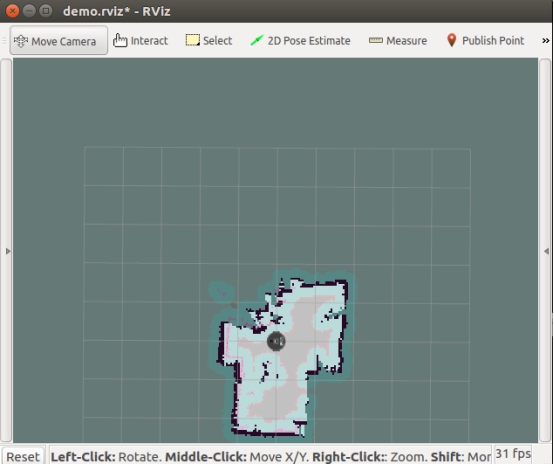 demo.rviz* - RViz
Move Camera Interact Select 2D Pose Estimate Measure Publish Point »
Reset Left-Click: Rotate. Middle-Click: Move X/Y. Right-Click:: Zoom. Shift: Mor 31 fps